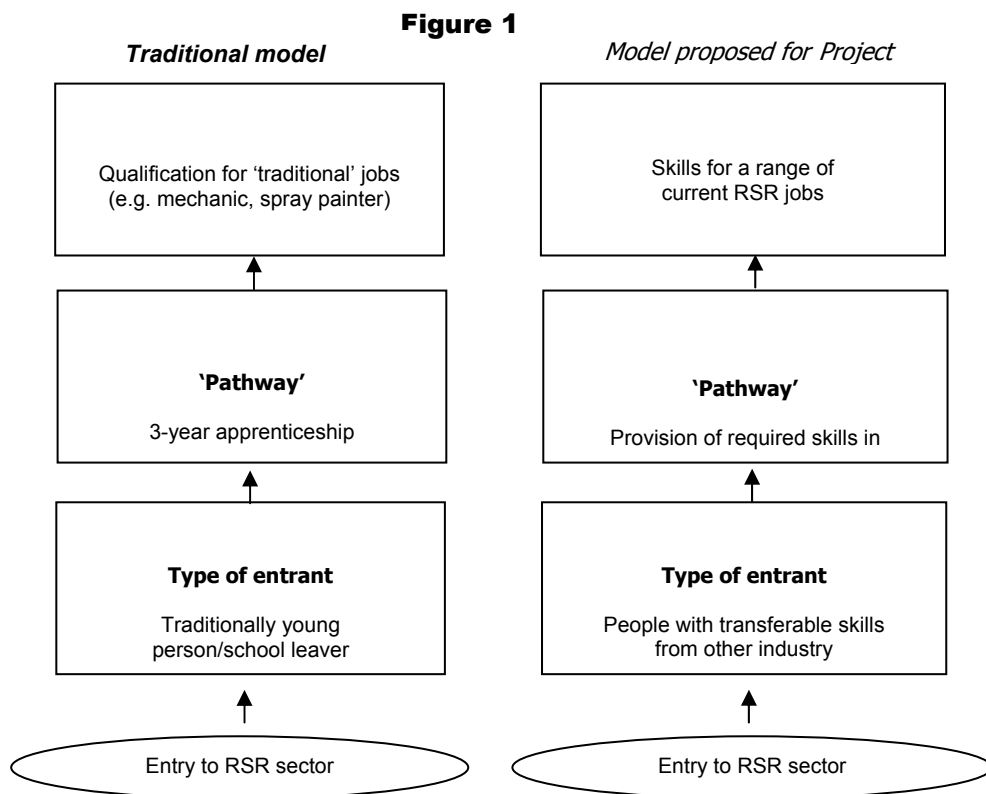 Figure 1
Traditional model
Qualification for ‘traditional’ jobs
(e.g. mechanic, spray painter)
‘Pathway’
3-year apprenticeship
Type of entrant
Traditionally young
person/school leaver
Entry to RSR sector
Model proposed for Project
Skills for a range of
current RSR jobs
‘Pathway’
Provision of required skills in
Type of entrant
People with transferable skills
from other industry
Entry to RSR sector